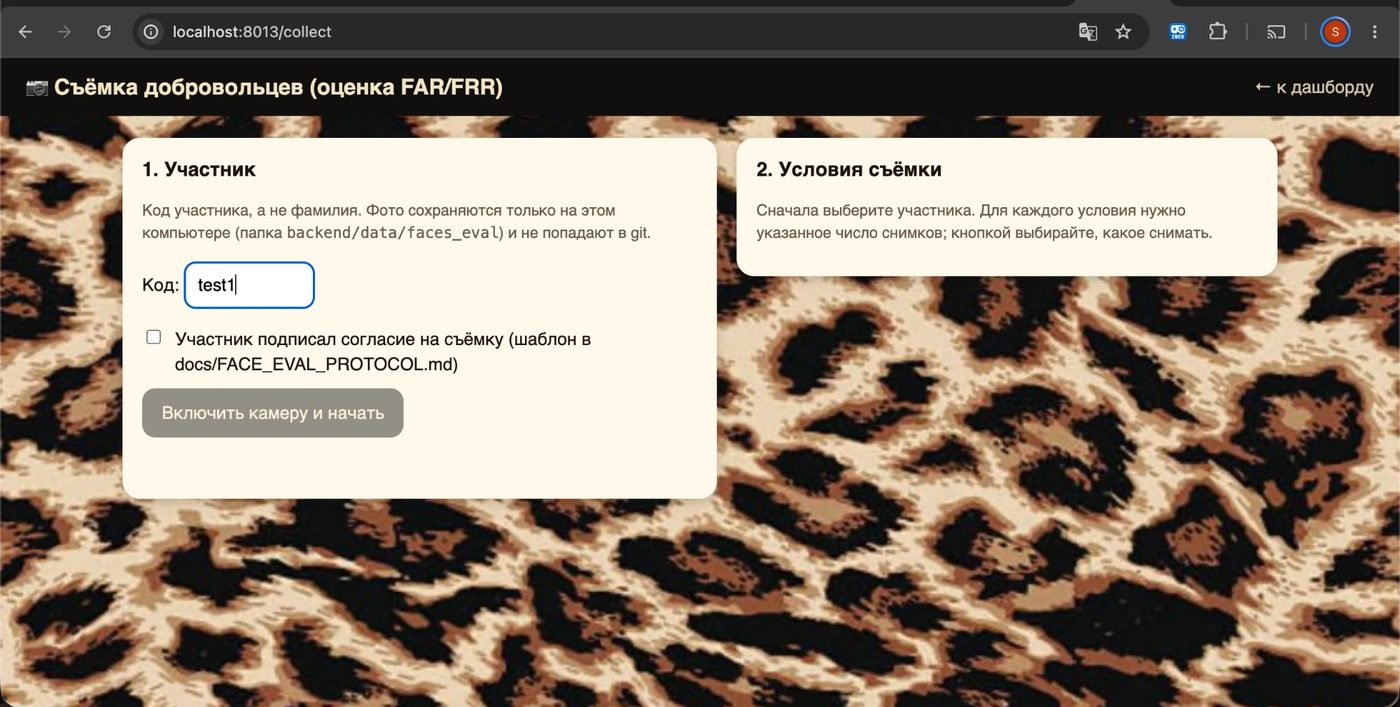 localhost:8013/collect
S
Съёмка добровольцев (оценка FAR/FRR)
← к дашборду
1. Участник
Код участника, а не фамилия. Фото сохраняются только на этом
компьютере (папка backend/data/faces_eval) и не попадают в git.
Код: test1
Участник подписал согласие на съёмку (шаблон в
docs/FACE_EVAL_PROTOCOL.md)
Включить камеру и начать
2. Условия съёмки
Сначала выберите участника. Для каждого условия нужно
указанное число снимков; кнопкой выбирайте, какое снимать.